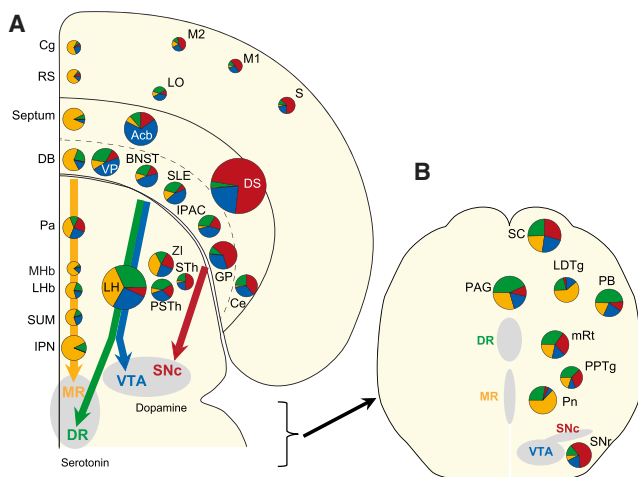 A
Cg
M2
M1
RS
LO
S
Septum
Acb
DB
VP
BNST
SLE
DS
IPAC
Pa
ZI
STh
GP
MHb
LHb
LH
PSTh
Ce
SUM
IPN
MR
VTA
SNc
Dopamine
DR
Serotonin
B
SC
LDTg
PAG
PB
DR
mRt
PPTg
MR
Pn
SNc
VTA
SNr